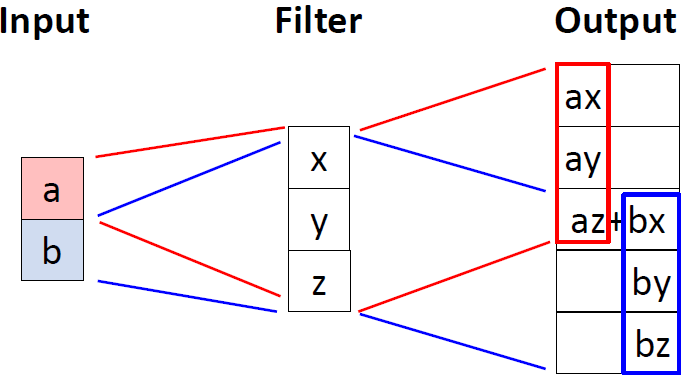 Input Filter Output
ax
x
a ay
y az+bx
b
z by
bz